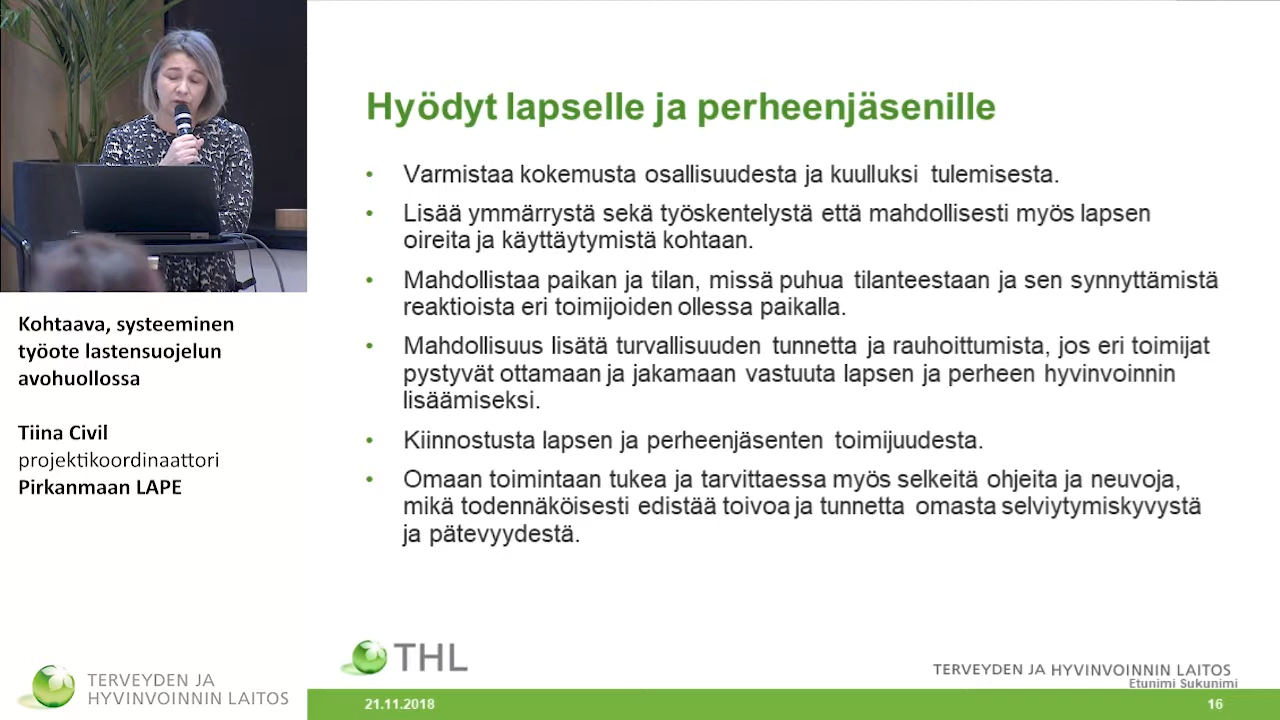 Hyödyt lapselle ja perheenjäsenille
• Varmistaa kokemusta osallisuudesta ja kuulluksi tulemisesta.
• Lisää ymmärrystä sekä työskentelystä että mahdollisesti myös lapsen
oireita ja käyttäytymistä kohtaan.
• Mahdollistaa paikan ja tilan, missä puhua tilanteestaan ja sen synnyttämistä
reaktioista eri toimijoiden ollessa paikalla.
• Mahdollisuus lisätä turvallisuuden tunnetta ja rauhoittumista, jos eri toimijat
pystyvät ottamaan ja jakamaan vastuuta lapsen ja perheen hyvinvoinnin
lisäämiseksi.
• Kiinnostusta lapsen ja perheenjäsenten toimijuudesta.
• Omaan toimintaan tukea ja tarvittaessa myös selkeitä ohjeita ja neuvoja,
mikä todennäköisesti edistää toivoa ja tunnetta omasta selviytymiskyvystä
ja pätevyydestä.
Kohtaava, systeeminen
työote lastensuojelun
avohuollossa
Tiina Civil
projektikoordinaattori
Pirkanmaan LAPE
TERVEYDEN JA
HYVINVOINNIN LAITOS
THL
TERVEYDEN JA HYVINVOINNIN LAITOS
Etunimi Sukunimi
21.11.2018
16